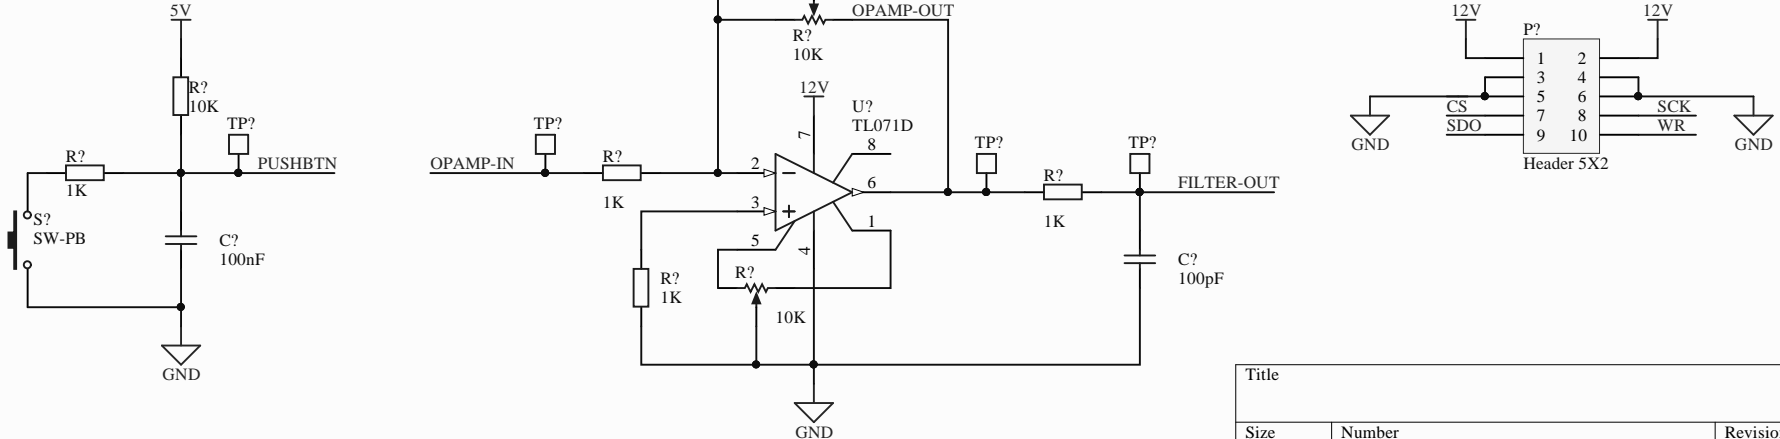 5V
R?
10K
TP?
PUSHBTN
R?
1K
S?
SW-PB
C?
100nF
GND
OPAMP-OUT
R?
10K
12V
U?
TL071D
7
8
TP?
OPAMP-IN
R?
1K
2
3
6
1
5
4
R?
1K
R?
10K
GND
TP?
TP?
R?
1K
FILTER-OUT
C?
100pF
12V
12V
P?
1 2
3 4
5 6
7 8
9 10
CS
SDO
SCK
WR
GND
GND
Header 5X2
Title
Size
Number
Revision